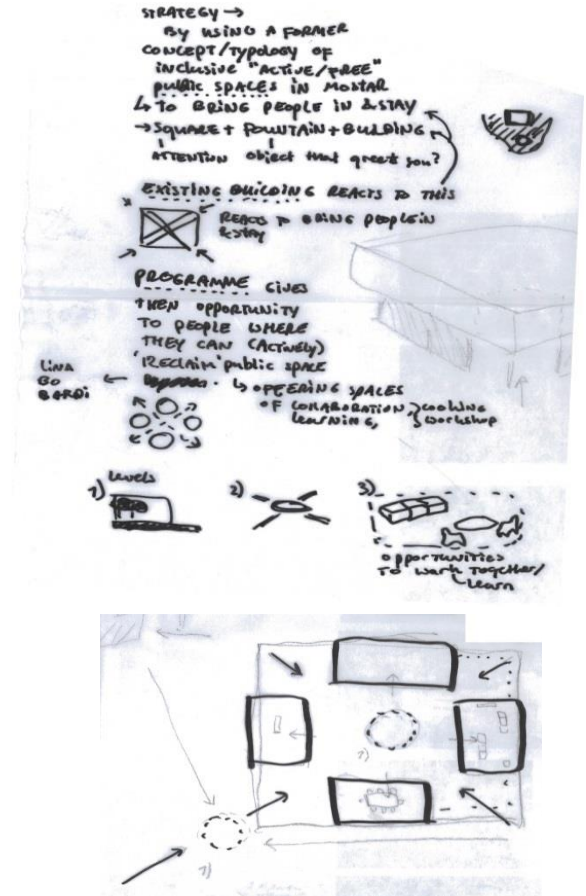 STRATEGY →
BY USING A FORMER
CONCEPT/TYPOLOGY OF
INCLUSIVE "ACTIVE/FREE"
PUBLIC SPACES IN MOSTAR
↳ TO BRING PEOPLE IN & STAY
→ SQUARE + FOUNTAIN + BUILDING
ATTENTION object that greets you?
EXISTING BUILDING REACTS TO THIS
REACTS TO BRING PEOPLE IN
& STAY
PROGRAMME GIVES
THEN OPPORTUNITY
TO PEOPLE WHERE
THEY CAN (ACTIVELY)
'RECLAIM' public space
LINA
BO
BARDI
←
↳ OFFERING SPACES
OF COLLABORATION, cooking
LEARNING, workshop
Levels
1)
2)
3)
opportunities
TO work Together/
Learn
1)
1)